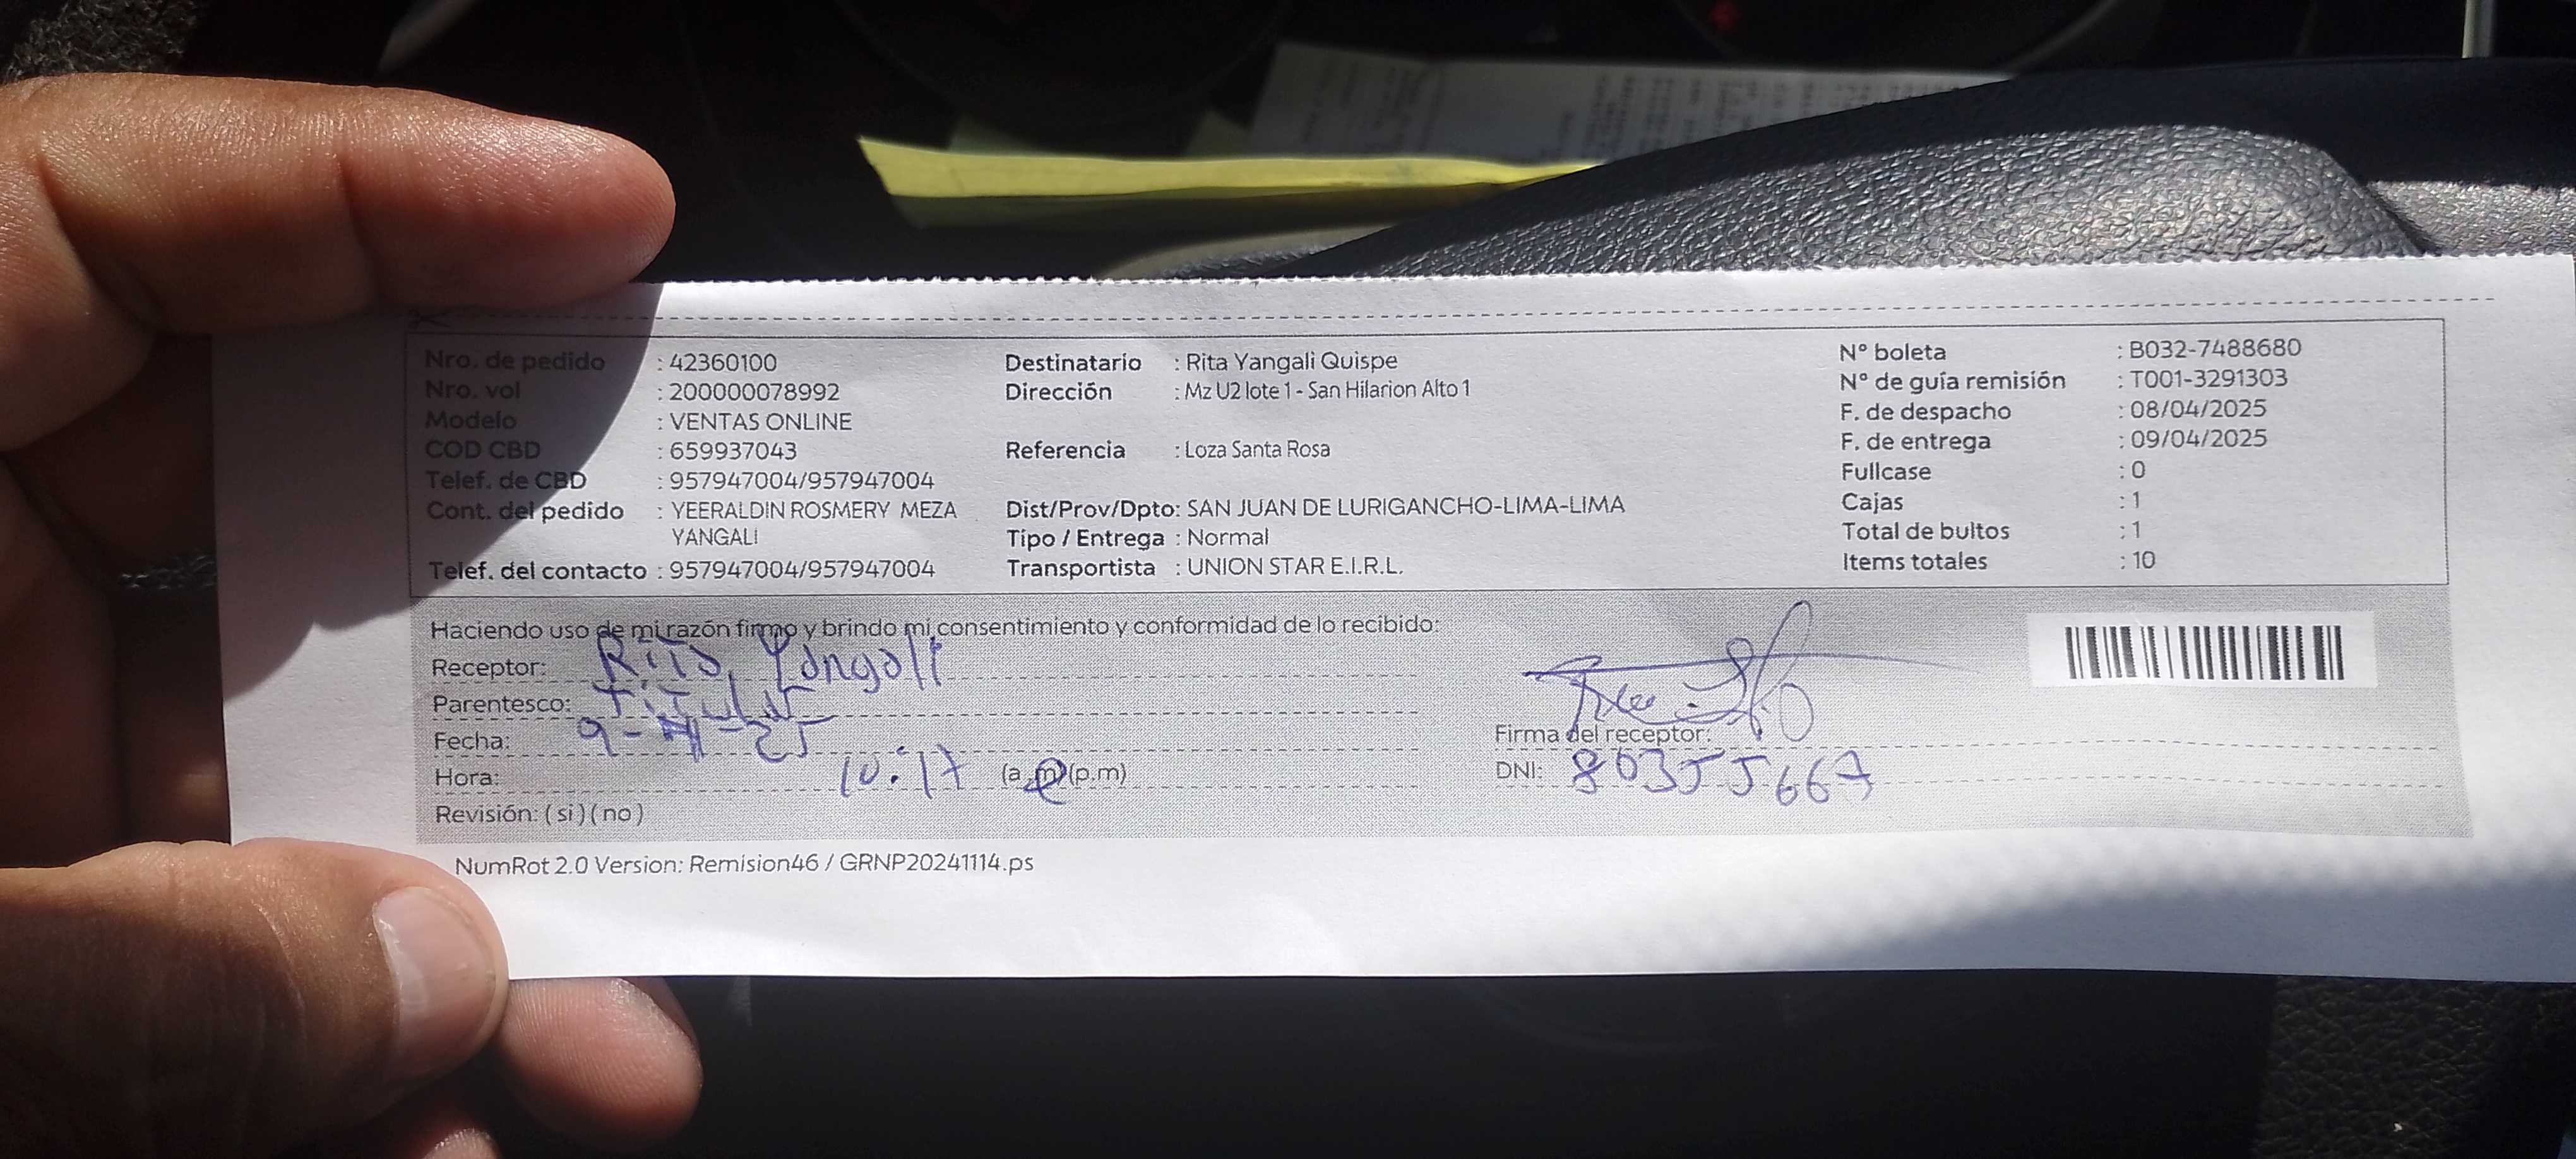 Nro. de pedido : 42360100
Nro. vol : 200000078992
Modelo : VENTAS ONLINE
COD CBD : 659937043
Telef. de CBD : 957947004/957947004
Cont. del pedido : YEERALDIN ROSMERY MEZA
YANGALI
Telef. del contacto : 957947004/957947004
Destinatario : Rita Yangali Quispe
Dirección : Mz U2 lote 1 - San Hilarion Alto 1
Referencia : Loza Santa Rosa
Dist/Prov/Dpto: SAN JUAN DE LURIGANCHO-LIMA-LIMA
Tipo / Entrega : Normal
Transportista : UNION STAR E.I.R.L.
N° boleta : B032-7488680
N° de guía remisión : T001-3291303
F. de despacho : 08/04/2025
F. de entrega : 09/04/2025
Fullcase : 0
Cajas : 1
Total de bultos : 1
Items totales : 10
Haciendo uso de mi razón firmo y brindo mi consentimiento y conformidad de lo recibido:
Receptor: Rita Yangali
Parentesco: Titular
Fecha: 9-4-25
Hora: 10:17 (a.m) (p.m)
Revisión: ( si ) ( no )
Firma del receptor:
DNI: 80355667
NumRot 2.0 Version: Remision46 / GRNP20241114.ps